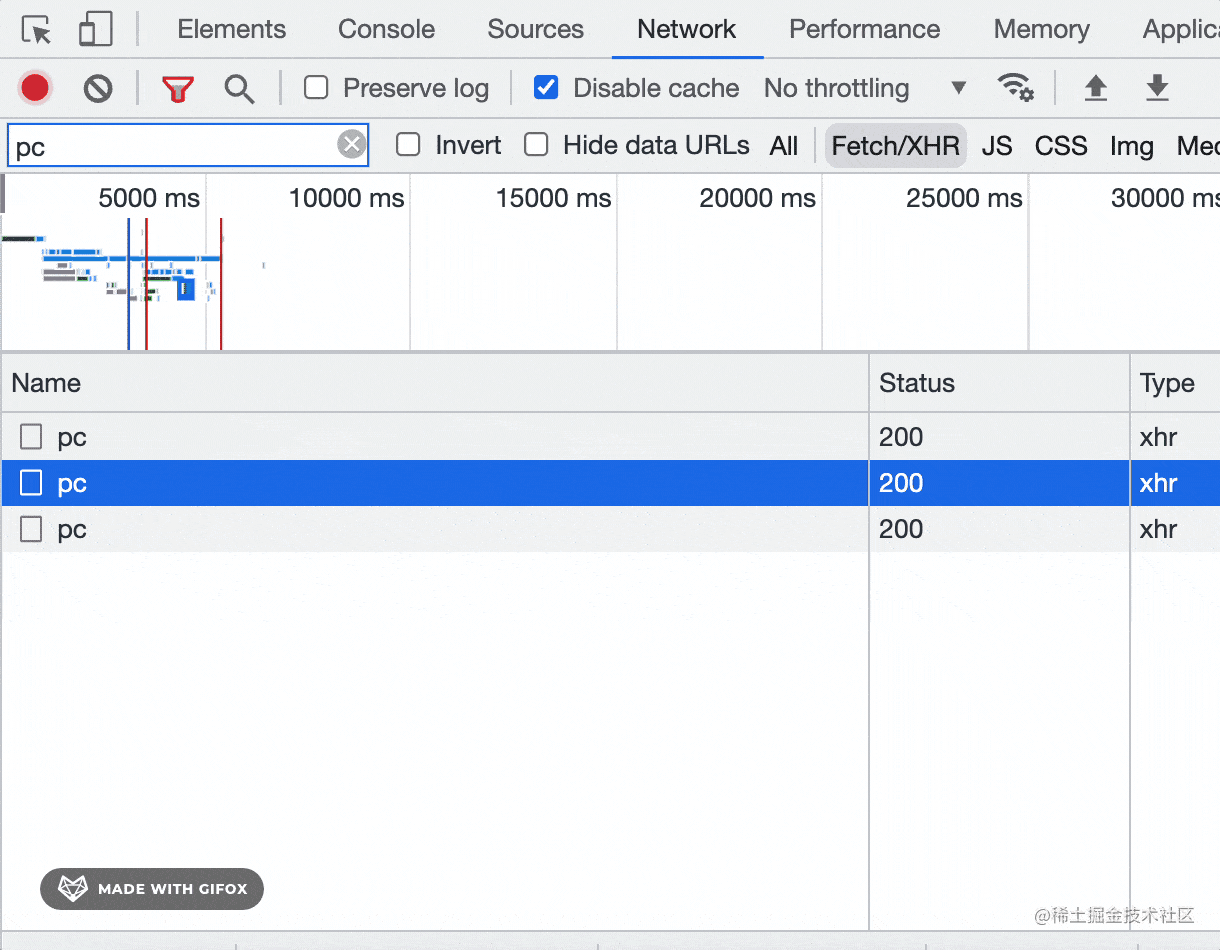 Elements Console Sources Network Performance Memory Applica
Preserve log Disable cache No throttling
pc Invert Hide data URLs All Fetch/XHR JS CSS Img Med
5000 ms 10000 ms 15000 ms 20000 ms 25000 ms 30000 ms
Name Status Type
pc 200 xhr
pc 200 xhr
pc 200 xhr
MADE WITH GIFOX
@稀土掘金技术社区